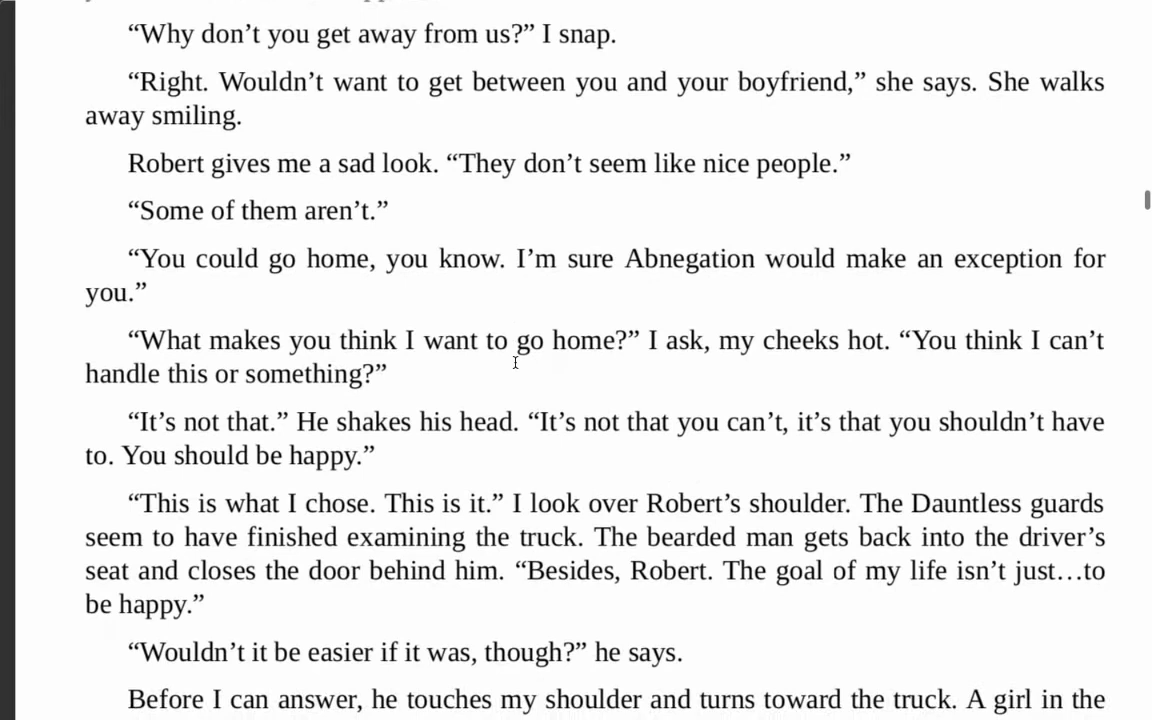 “Why don’t you get away from us?” I snap.
“Right. Wouldn’t want to get between you and your boyfriend,” she says. She walks
away smiling.
Robert gives me a sad look. “They don’t seem like nice people.”
“Some of them aren’t.”
“You could go home, you know. I’m sure Abnegation would make an exception for
you.”
“What makes you think I want to go home?” I ask, my cheeks hot. “You think I can’t
handle this or something?”
“It’s not that.” He shakes his head. “It’s not that you can’t, it’s that you shouldn’t have
to. You should be happy.”
“This is what I chose. This is it.” I look over Robert’s shoulder. The Dauntless guards
seem to have finished examining the truck. The bearded man gets back into the driver’s
seat and closes the door behind him. “Besides, Robert. The goal of my life isn’t just…to
be happy.”
“Wouldn’t it be easier if it was, though?” he says.
Before I can answer, he touches my shoulder and turns toward the truck. A girl in the